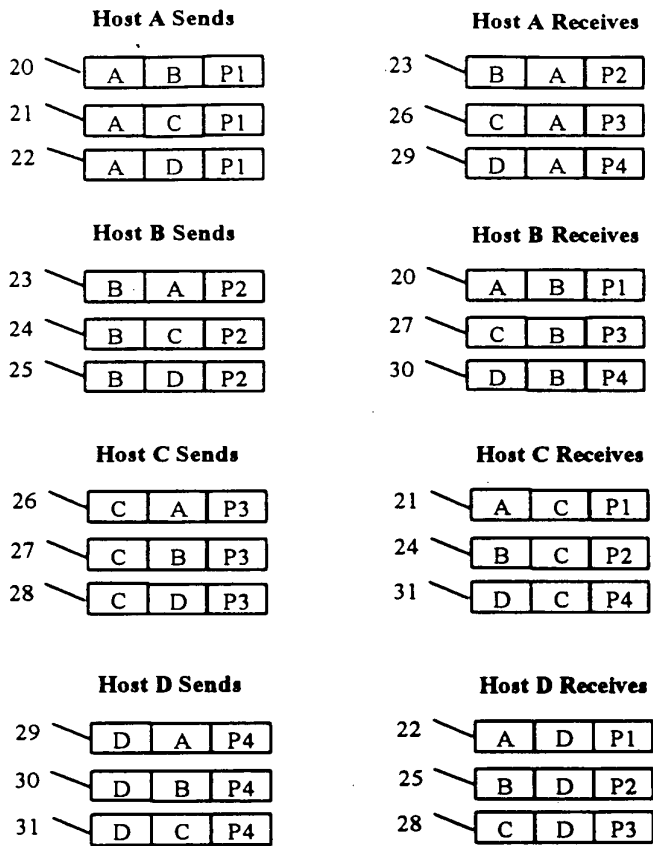 Host A Sends
20 A B P1
21 A C P1
22 A D P1
Host A Receives
23 B A P2
26 C A P3
29 D A P4
Host B Sends
23 B A P2
24 B C P2
25 B D P2
Host B Receives
20 A B P1
27 C B P3
30 D B P4
Host C Sends
26 C A P3
27 C B P3
28 C D P3
Host C Receives
21 A C P1
24 B C P2
31 D C P4
Host D Sends
29 D A P4
30 D B P4
31 D C P4
Host D Receives
22 A D P1
25 B D P2
28 C D P3